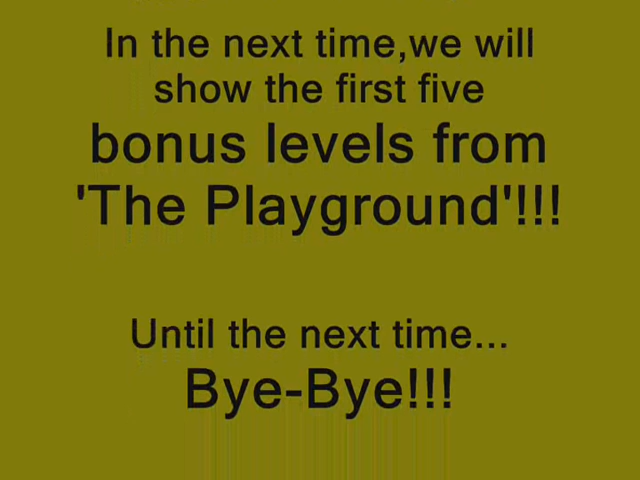 In the next time,we will
show the first five
bonus levels from
'The Playground'!!!
Until the next time...
Bye-Bye!!!